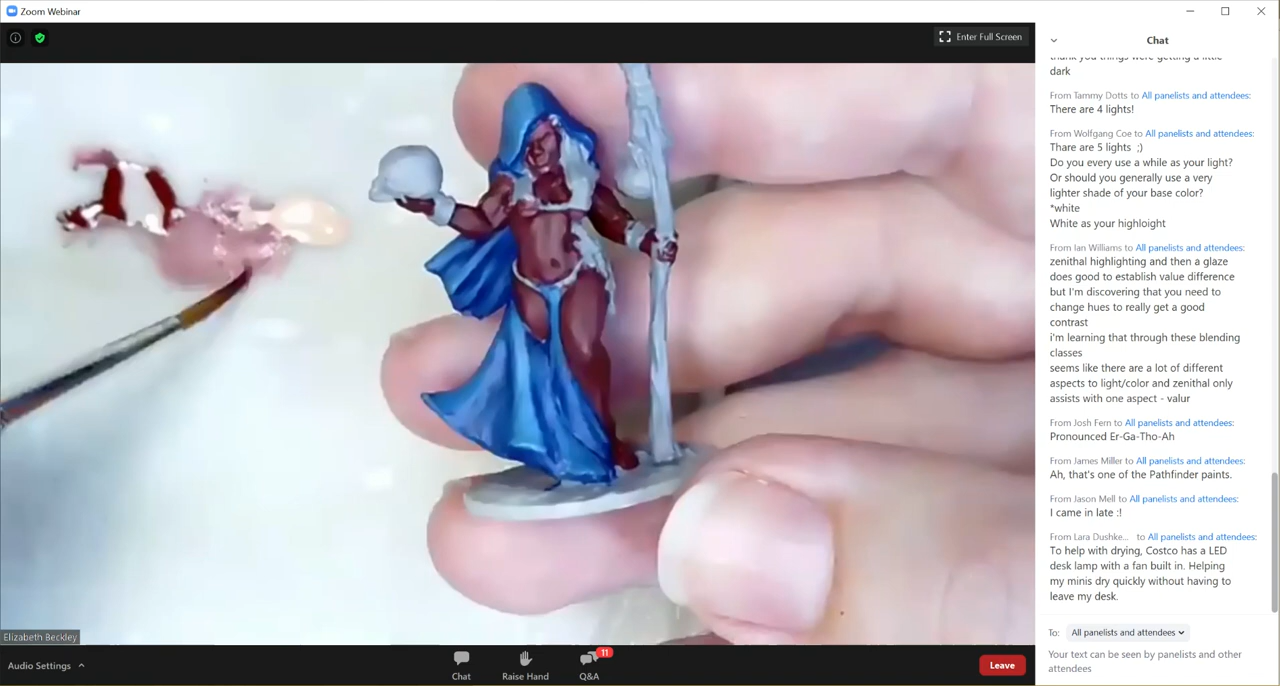 Zoom Webinar
Enter Full Screen
Chat
thank you things were getting a little
dark
From Tammy Dotts to All panelists and attendees:
There are 4 lights!
From Wolfgang Coe to All panelists and attendees:
Thare are 5 lights ;)
Do you every use a while as your light?
Or should you generally use a very
lighter shade of your base color?
*white
White as your highloight
From Ian Williams to All panelists and attendees:
zenithal highlighting and then a glaze
does good to establish value difference
but I'm discovering that you need to
change hues to really get a good
contrast
i'm learning that through these blending
classes
seems like there are a lot of different
aspects to light/color and zenithal only
assists with one aspect - valur
From Josh Fern to All panelists and attendees:
Pronounced Er-Ga-Tho-Ah
From James Miller to All panelists and attendees:
Ah, that's one of the Pathfinder paints.
From Jason Mell to All panelists and attendees:
I came in late :!
From Lara Dushke... to All panelists and attendees:
To help with drying, Costco has a LED
desk lamp with a fan built in. Helping
my minis dry quickly without having to
leave my desk.
To: All panelists and attendees
Your text can be seen by panelists and other
attendees
Elizabeth Beckley
Audio Settings
Chat
Raise Hand
11
Q&A
Leave